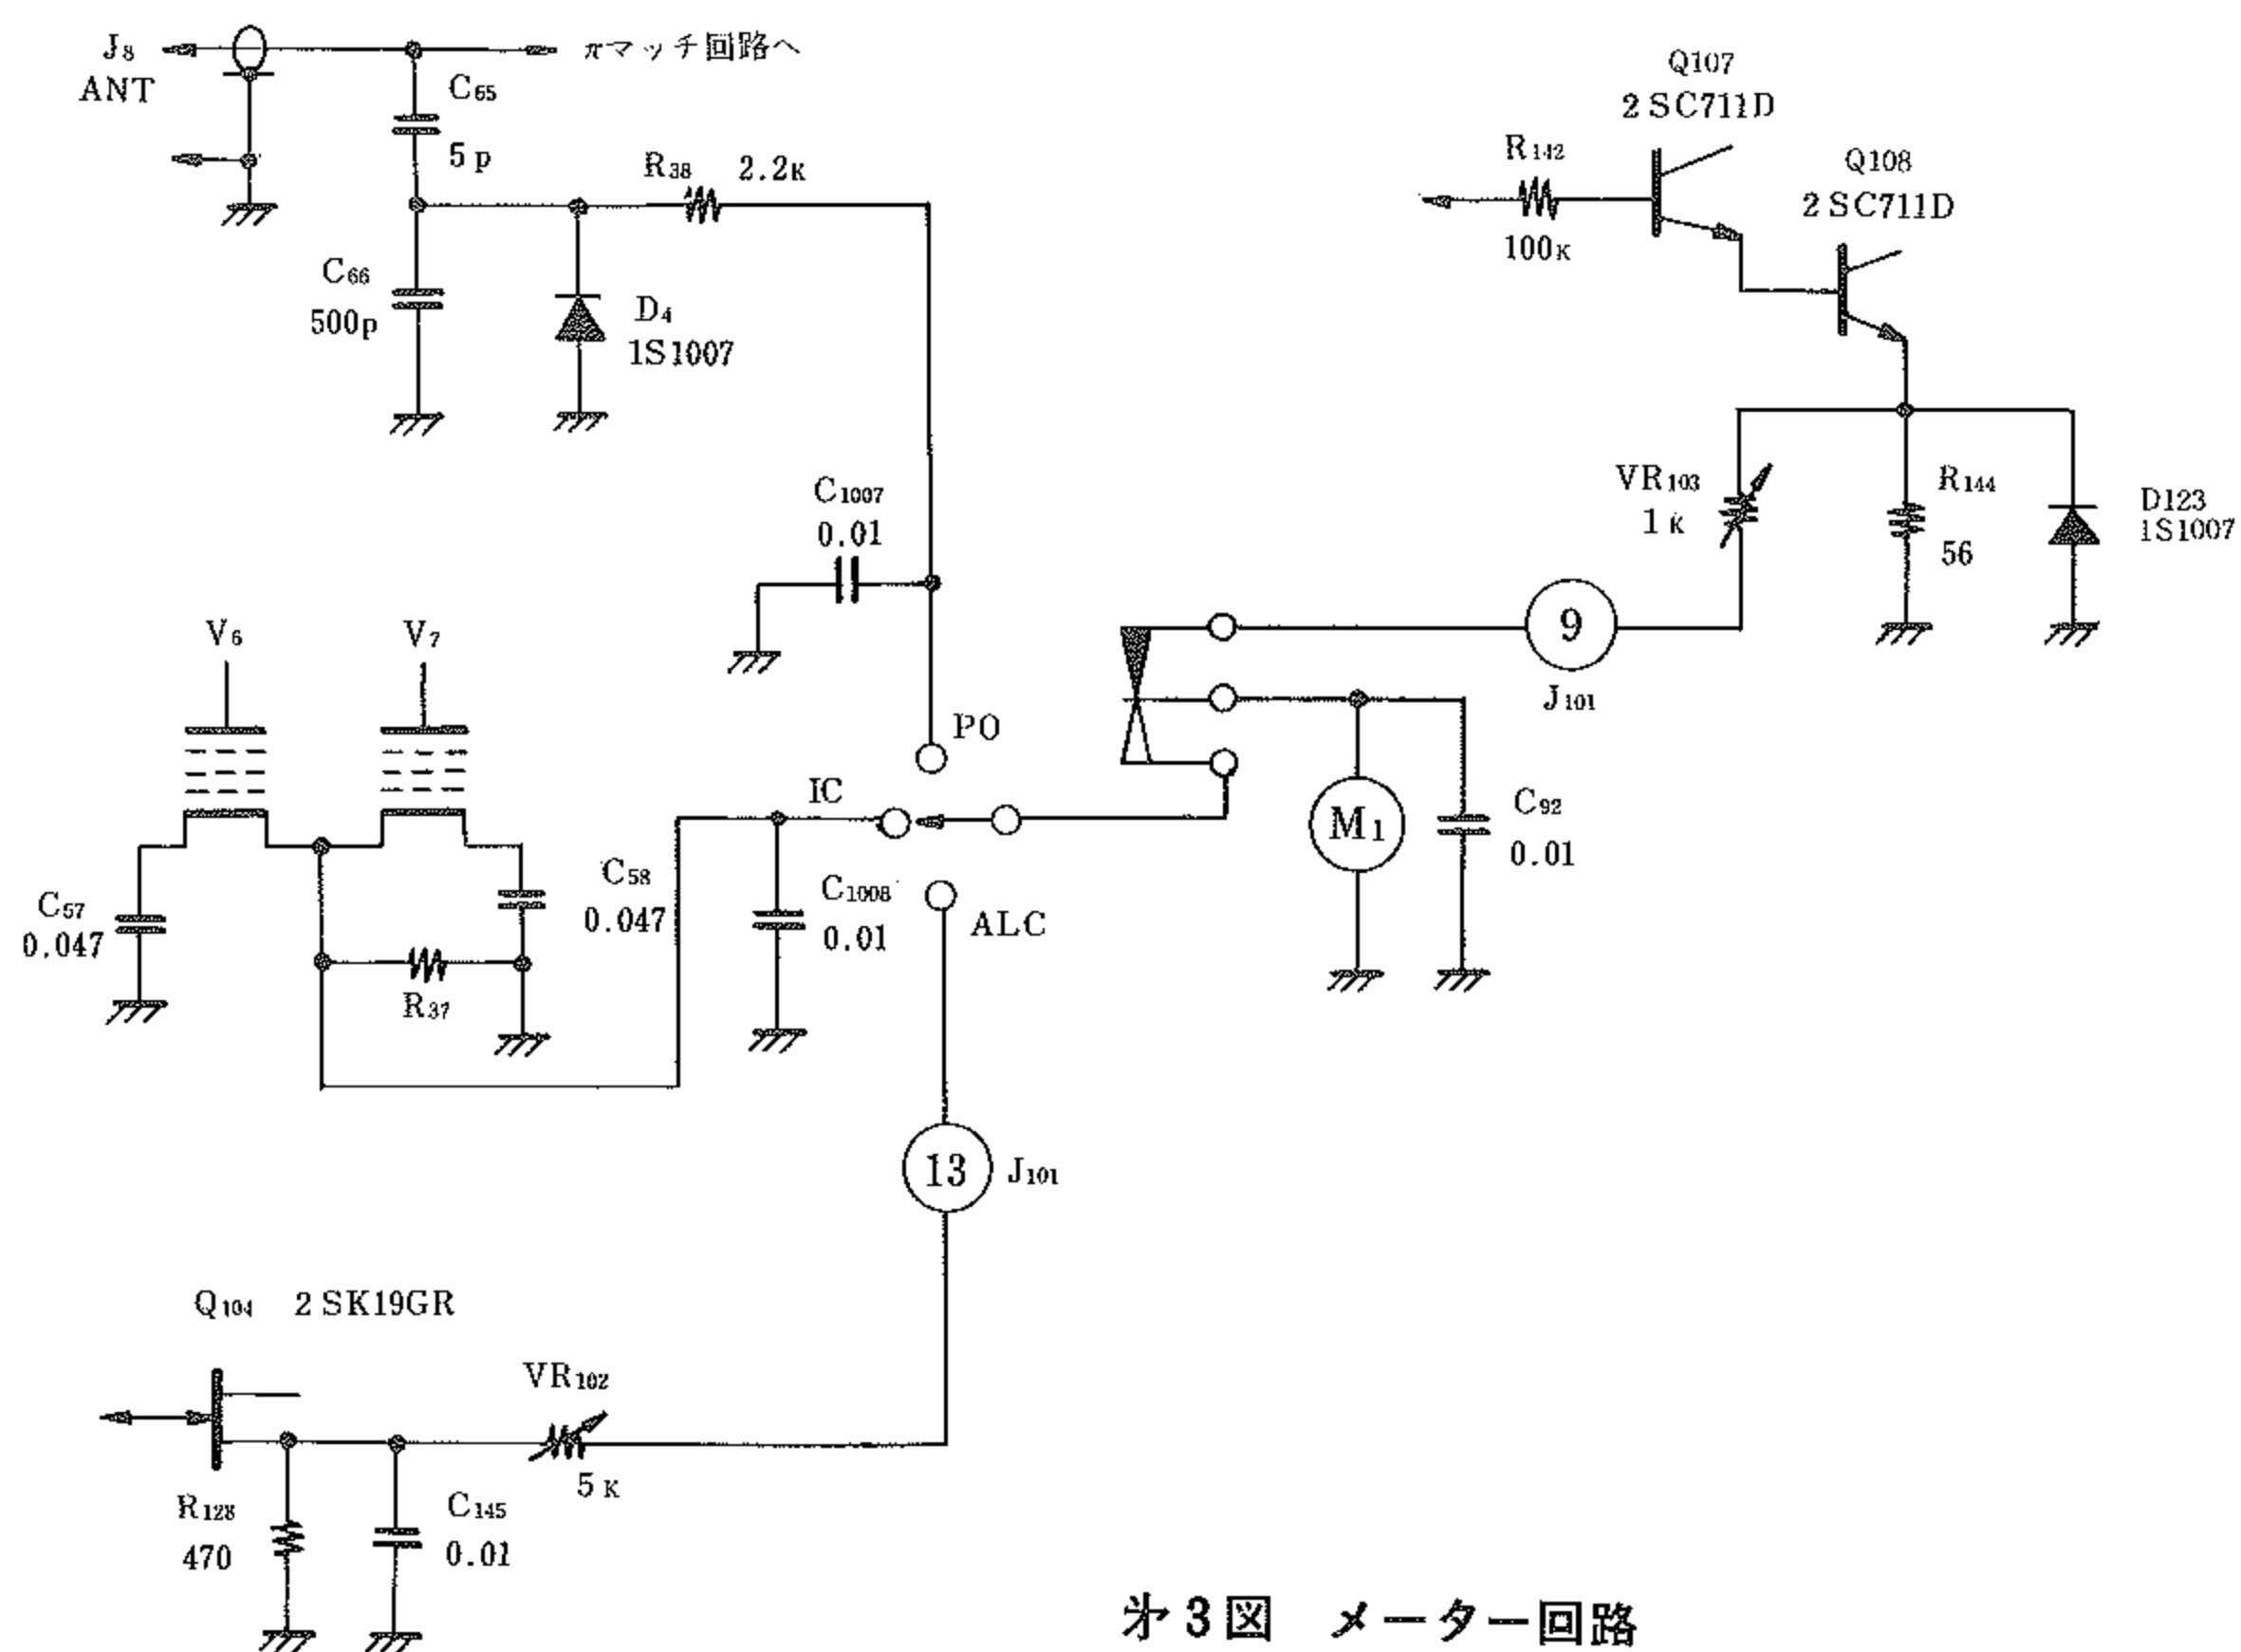 J8
ANT
πマッチ回路へ
C65
5p
R38 2.2K
C66
500p
D4
1S1007
Q107
2SC711D
R142
100K
Q108
2SC711D
VR103
1K
R144
56
D123
1S1007
C1007
0.01
9
J101
V6
V7
PO
IC
M1
C92
0.01
C57
0.047
C58
0.047
C1008
0.01
ALC
R37
13
J101
Q104 2SK19GR
VR102
5K
R128
470
C145
0.01
才3図 メーター回路